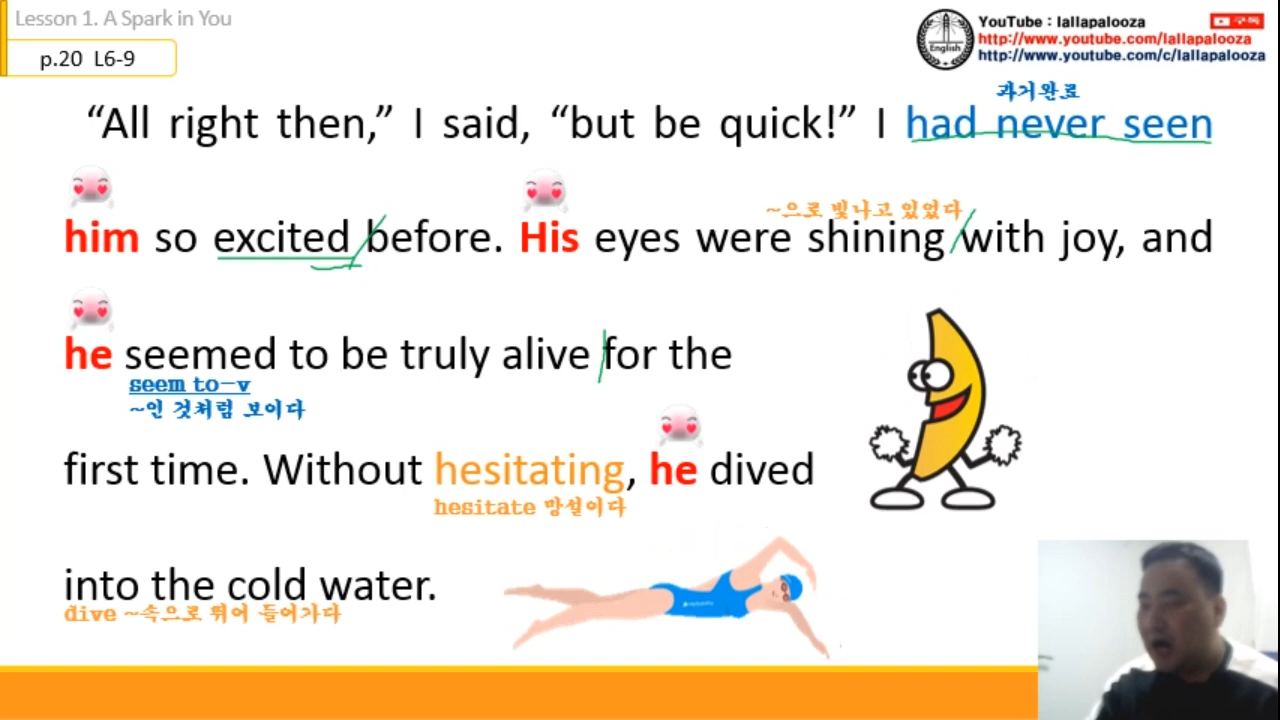 Lesson 1. A Spark in You
p.20 L6-9
English
YouTube : lallapalooza
구독
http://www.youtube.com/lallapalooza
http://www.youtube.com/c/lallapalooza
과거완료
“All right then,” I said, “but be quick!” I had never seen
him so excited before. His eyes were shining with joy, and
~으로 빛나고 있었다
he seemed to be truly alive for the
seem to-v
~인 것처럼 보이다
first time. Without hesitating, he dived
hesitate 망설이다
into the cold water.
dive ~속으로 뛰어 들어가다